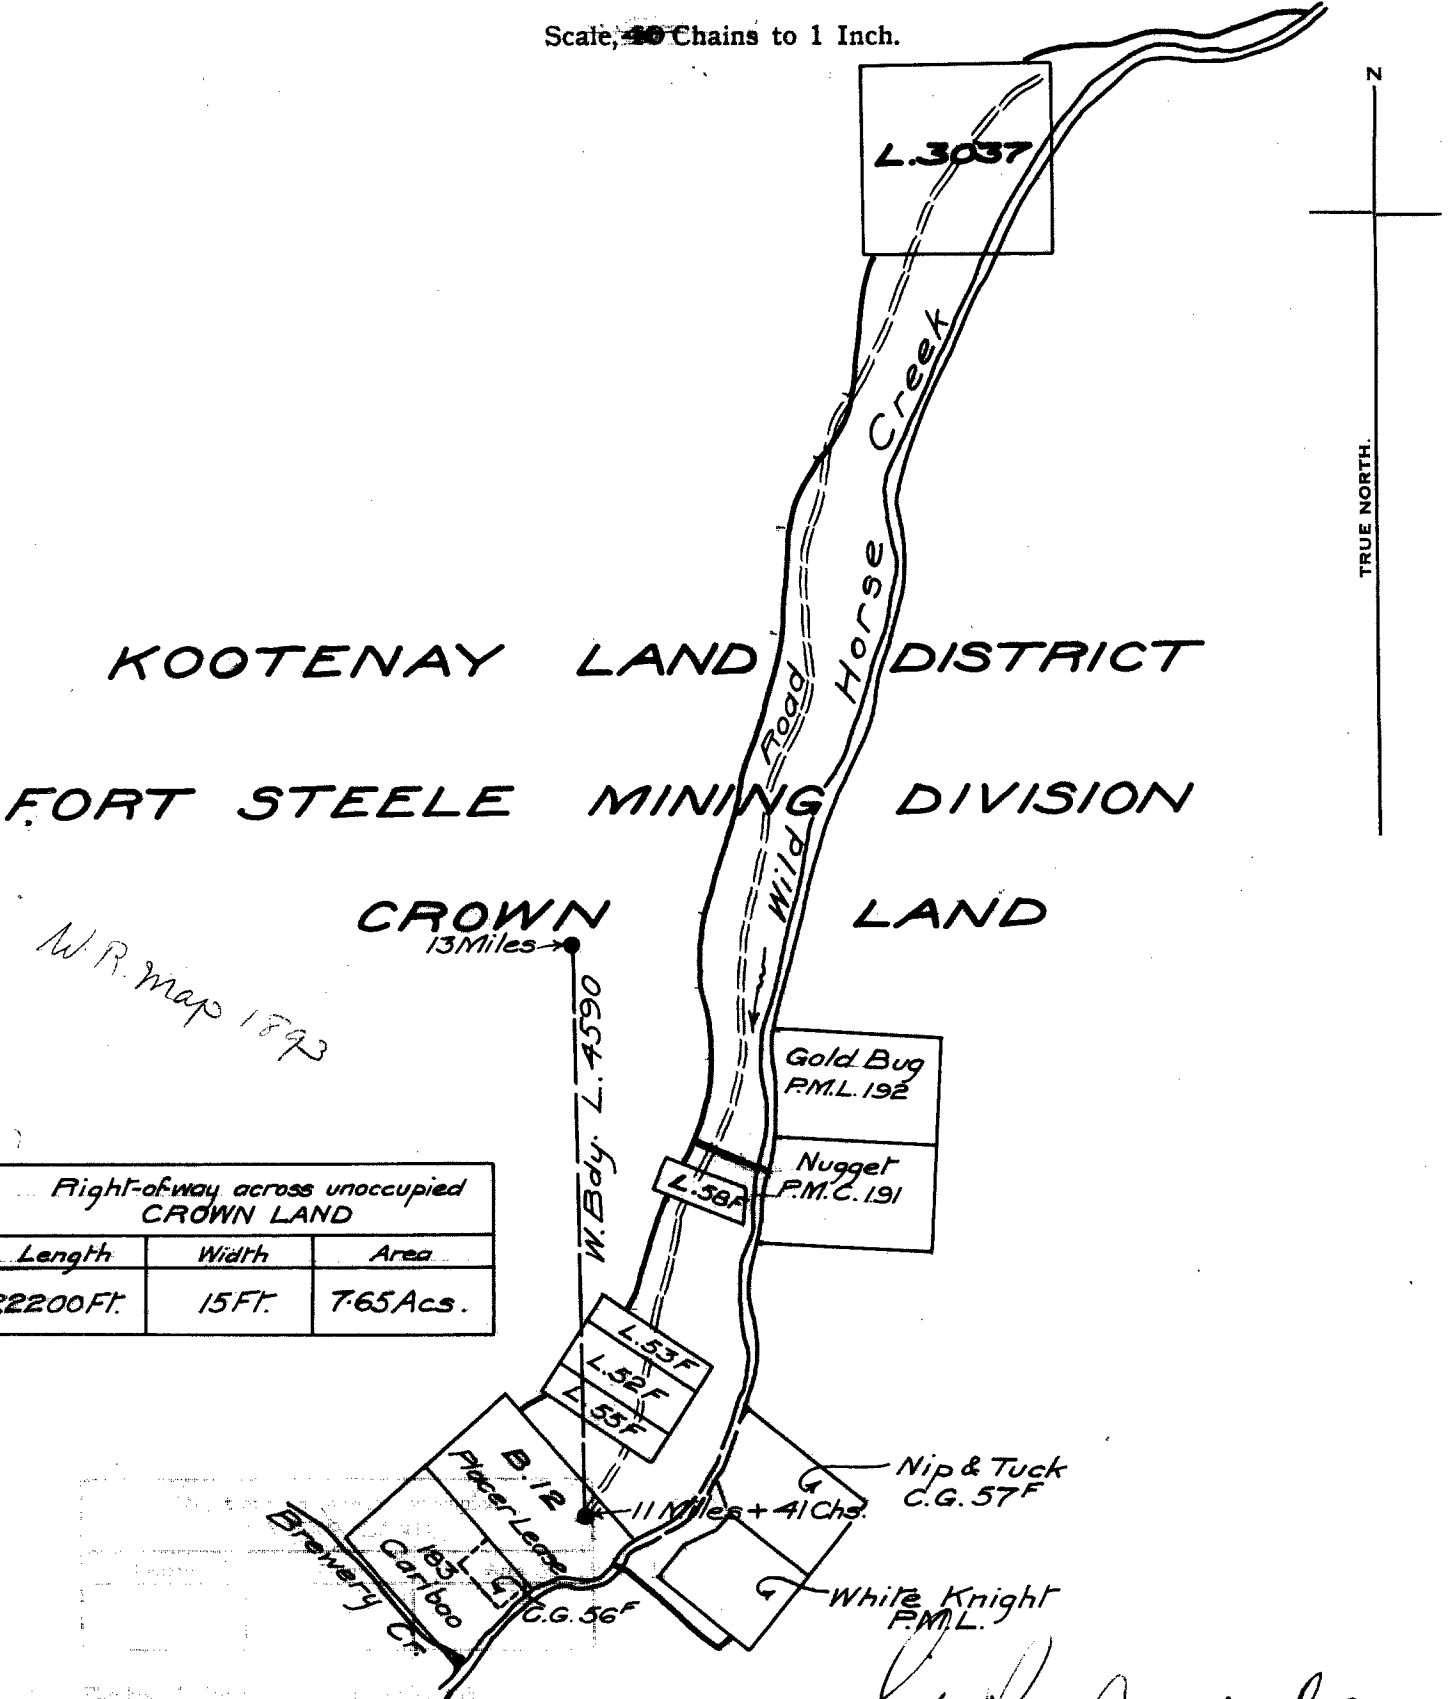 Scale, 40 Chains to 1 Inch.
N
TRUE NORTH.
L.3037
Wild Horse Creek
Road
KOOTENAY LAND DISTRICT
FORT STEELE MINING DIVISION
CROWN LAND
13 Miles
W. Bdy. L. 4590
W. R. Map 1893
Gold Bug
P.M.L. 192
Nugget
P.M.C. 191
L.58F
Right-of-way across unoccupied
CROWN LAND
Length Width Area
22200 Ft. 15 Ft. 7.65 Acs.
L.53F
L.52F
L.55F
B.12
Placer Lease
11 Miles + 41 Chs.
Nip & Tuck
C.G. 57F
183
Cariboo
C.G. 56F
Brewery Cr.
White Knight
P.M.L.